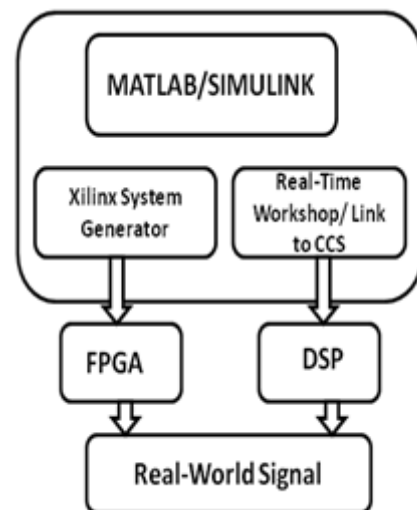 MATLAB/SIMULINK
Xilinx System
Generator
Real-Time
Workshop/ Link
to CCS
FPGA
DSP
Real-World Signal